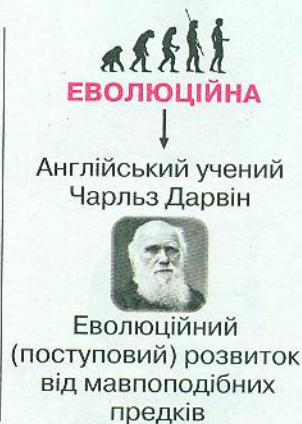 ЕВОЛЮЦІЙНА
Англійський учений
Чарльз Дарвін
Еволюційний
(поступовий) розвиток
від мавпоподібних
предків